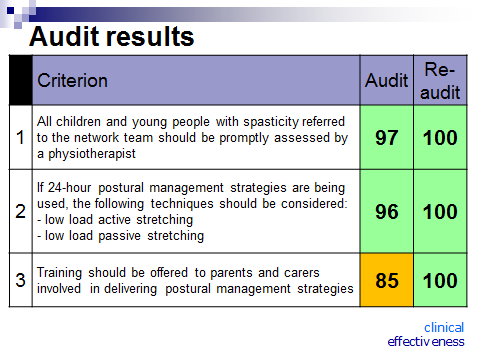 Audit results
Criterion Audit Re-
audit
1 All children and young people with spasticity referred
to the network team should be promptly assessed by
a physiotherapist 97 100
2 If 24-hour postural management strategies are being
used, the following techniques should be considered:
- low load active stretching
- low load passive stretching 96 100
3 Training should be offered to parents and carers
involved in delivering postural management strategies 85 100
clinical
effectiveness